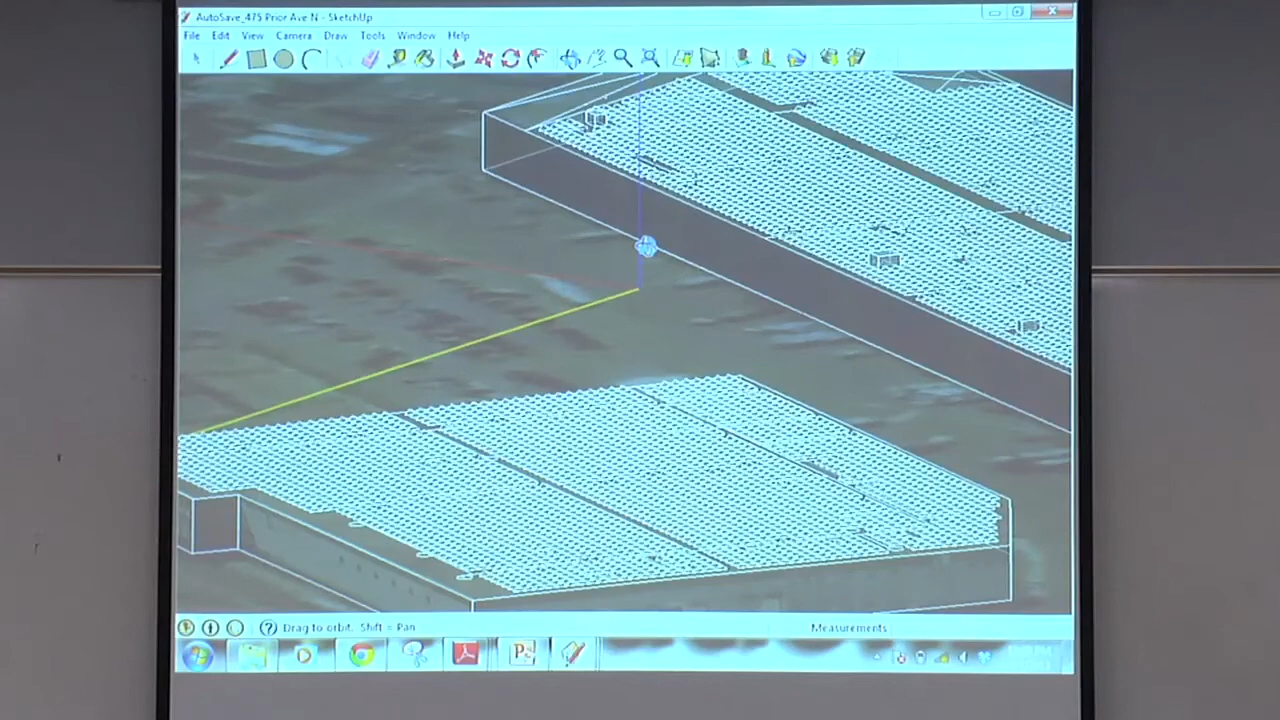 AutoSave_475 Prior Ave N - SketchUp
File Edit View Camera Draw Tools Window Help
Drag to orbit. Shift = Pan
Measurements